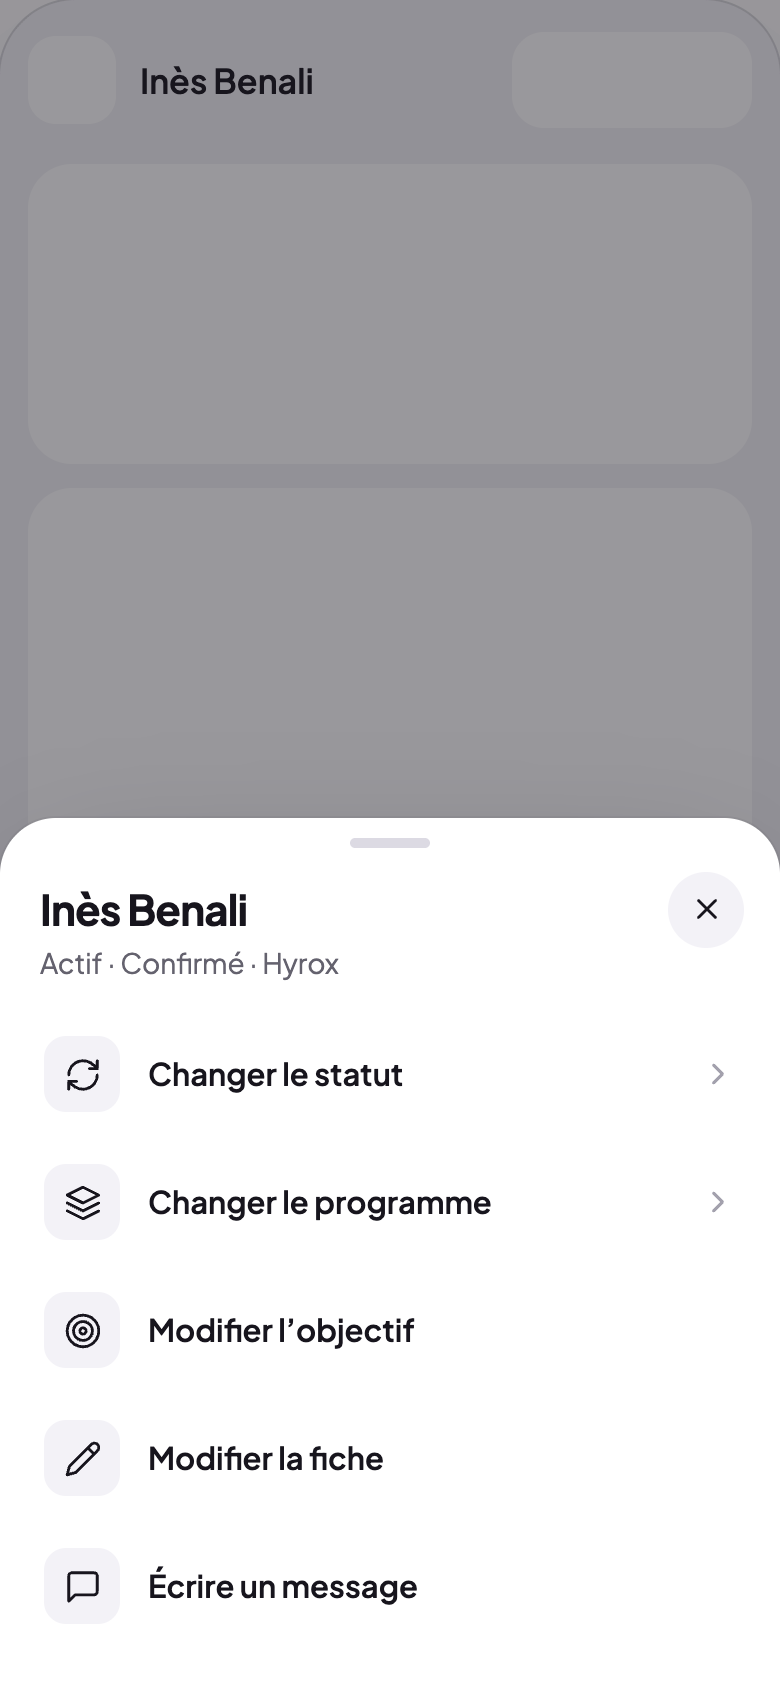 Inès Benali
Inès Benali
Actif · Confirmé · Hyrox
Changer le statut
Changer le programme
Modifier l’objectif
Modifier la fiche
Écrire un message